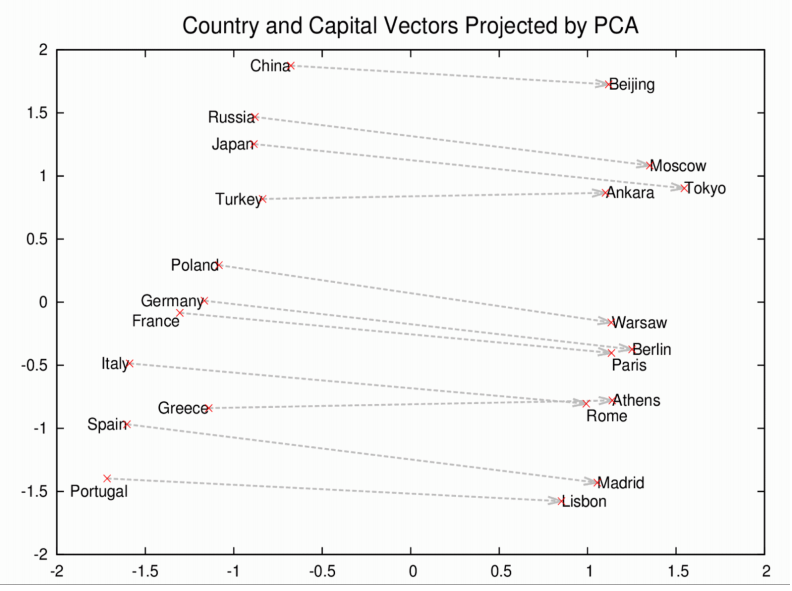 Country and Capital Vectors Projected by PCA
2
China
Beijing
1.5
Russia
Japan
Moscow
1
Tokyo
Turkey
Ankara
0.5
Poland
0
Germany
France
Warsaw
-0.5
Berlin
Paris
Italy
Athens
Greece
Rome
-1
Spain
Madrid
-1.5
Portugal
Lisbon
-2
-2
-1.5
-1
-0.5
0
0.5
1
1.5
2